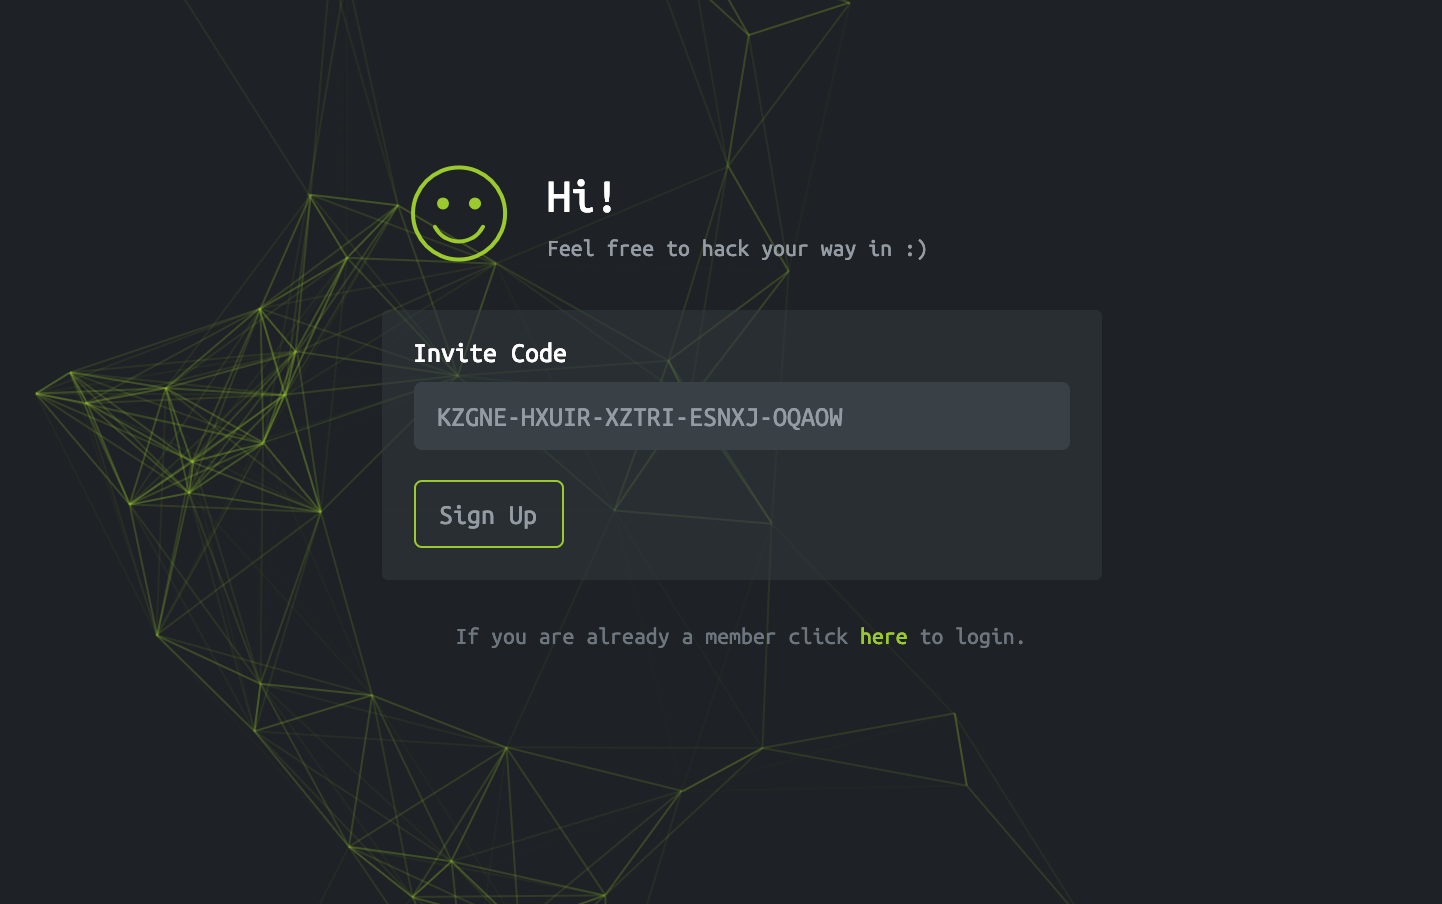 Hi!
Feel free to hack your way in :)
Invite Code
KZGNE-HXUIR-XZTRI-ESNXJ-OQAOW
Sign Up
If you are already a member click here to login.